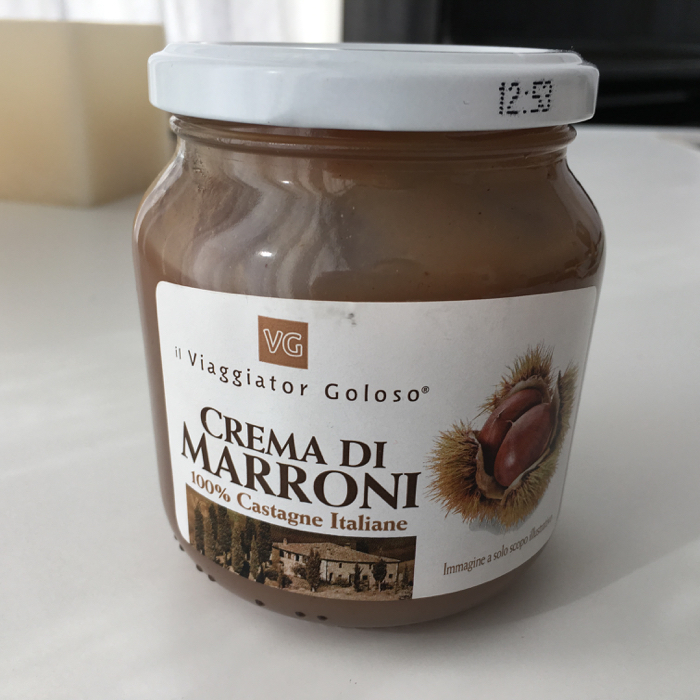 12:53
VG
il Viaggiator Goloso®
CREMA DI
MARRONI
100% Castagne Italiane
Immagine a solo scopo illustrativo